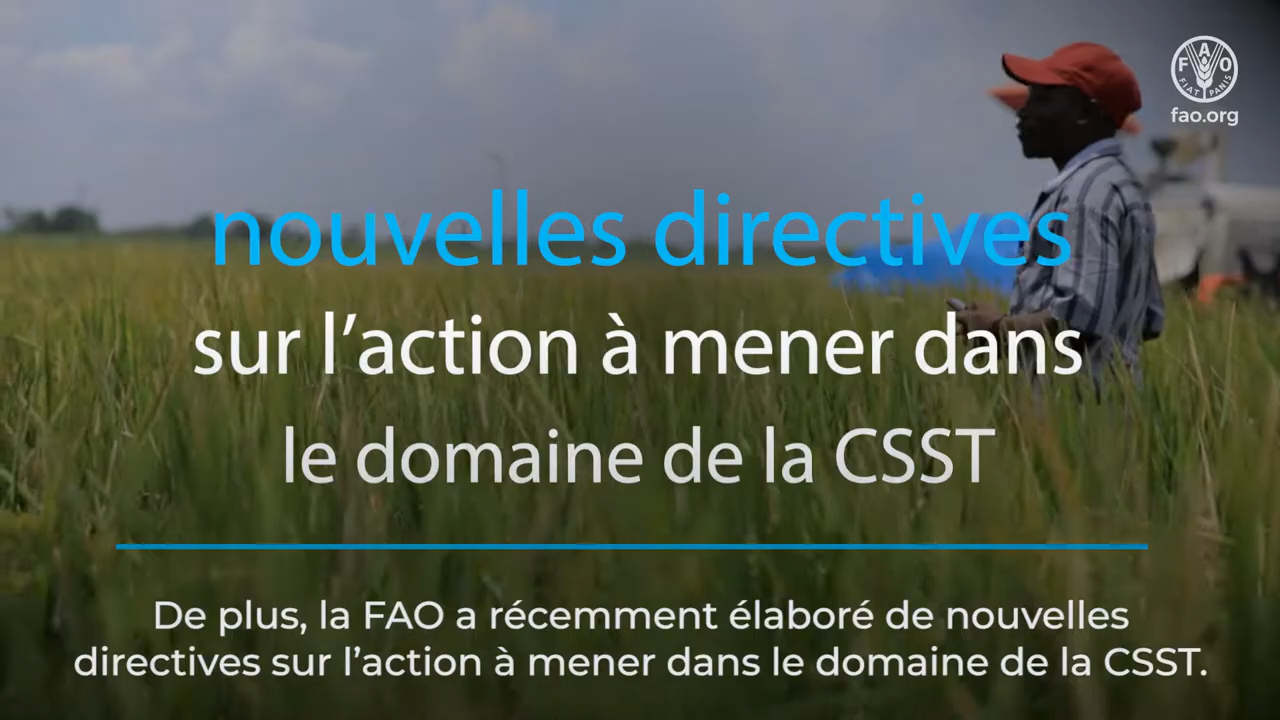 FAO
FIAT PANIS
fao.org
nouvelles directives
sur l’action à mener dans
le domaine de la CSST
De plus, la FAO a récemment élaboré de nouvelles
directives sur l’action à mener dans le domaine de la CSST.